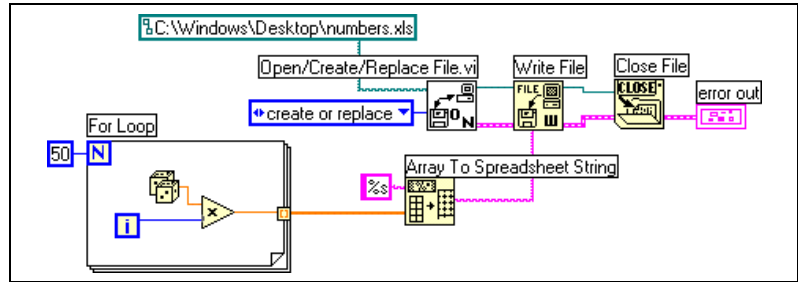 C:\Windows\Desktop\numbers.xls
Open/Create/Replace File.vi
Write File
Close File
FILE
CLOSE
error out
create or replace
O
N
W
For Loop
50
N
Array To Spreadsheet String
%s
i
x